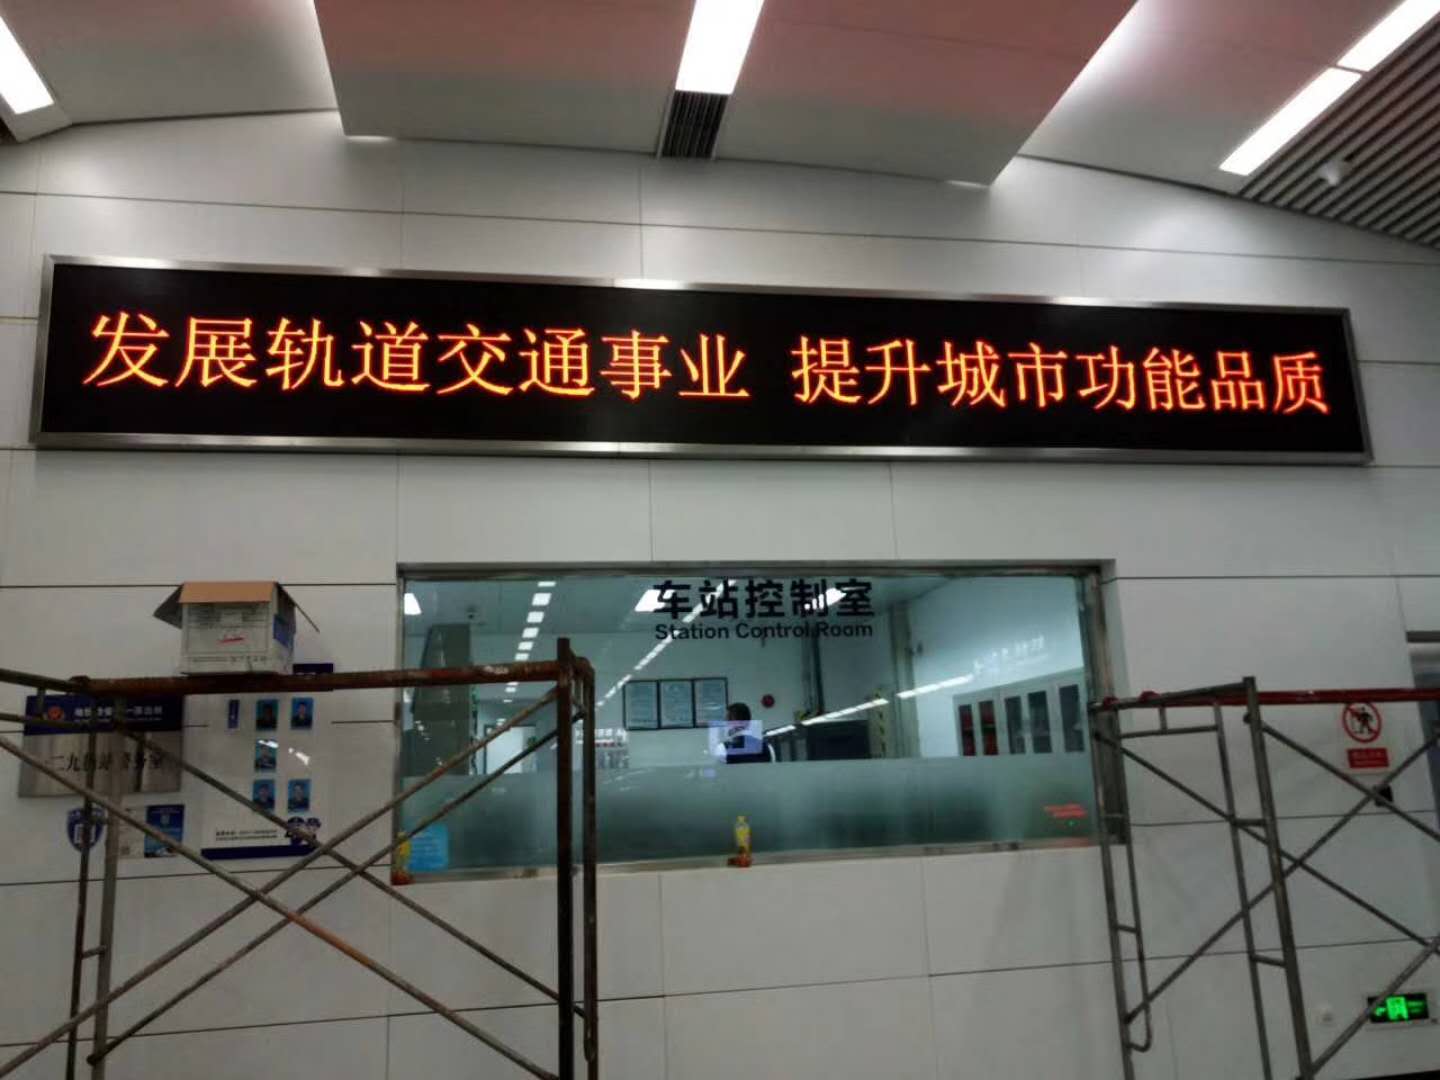 发展轨道交通事业 提升城市功能品质
车站控制室
Station Control Room